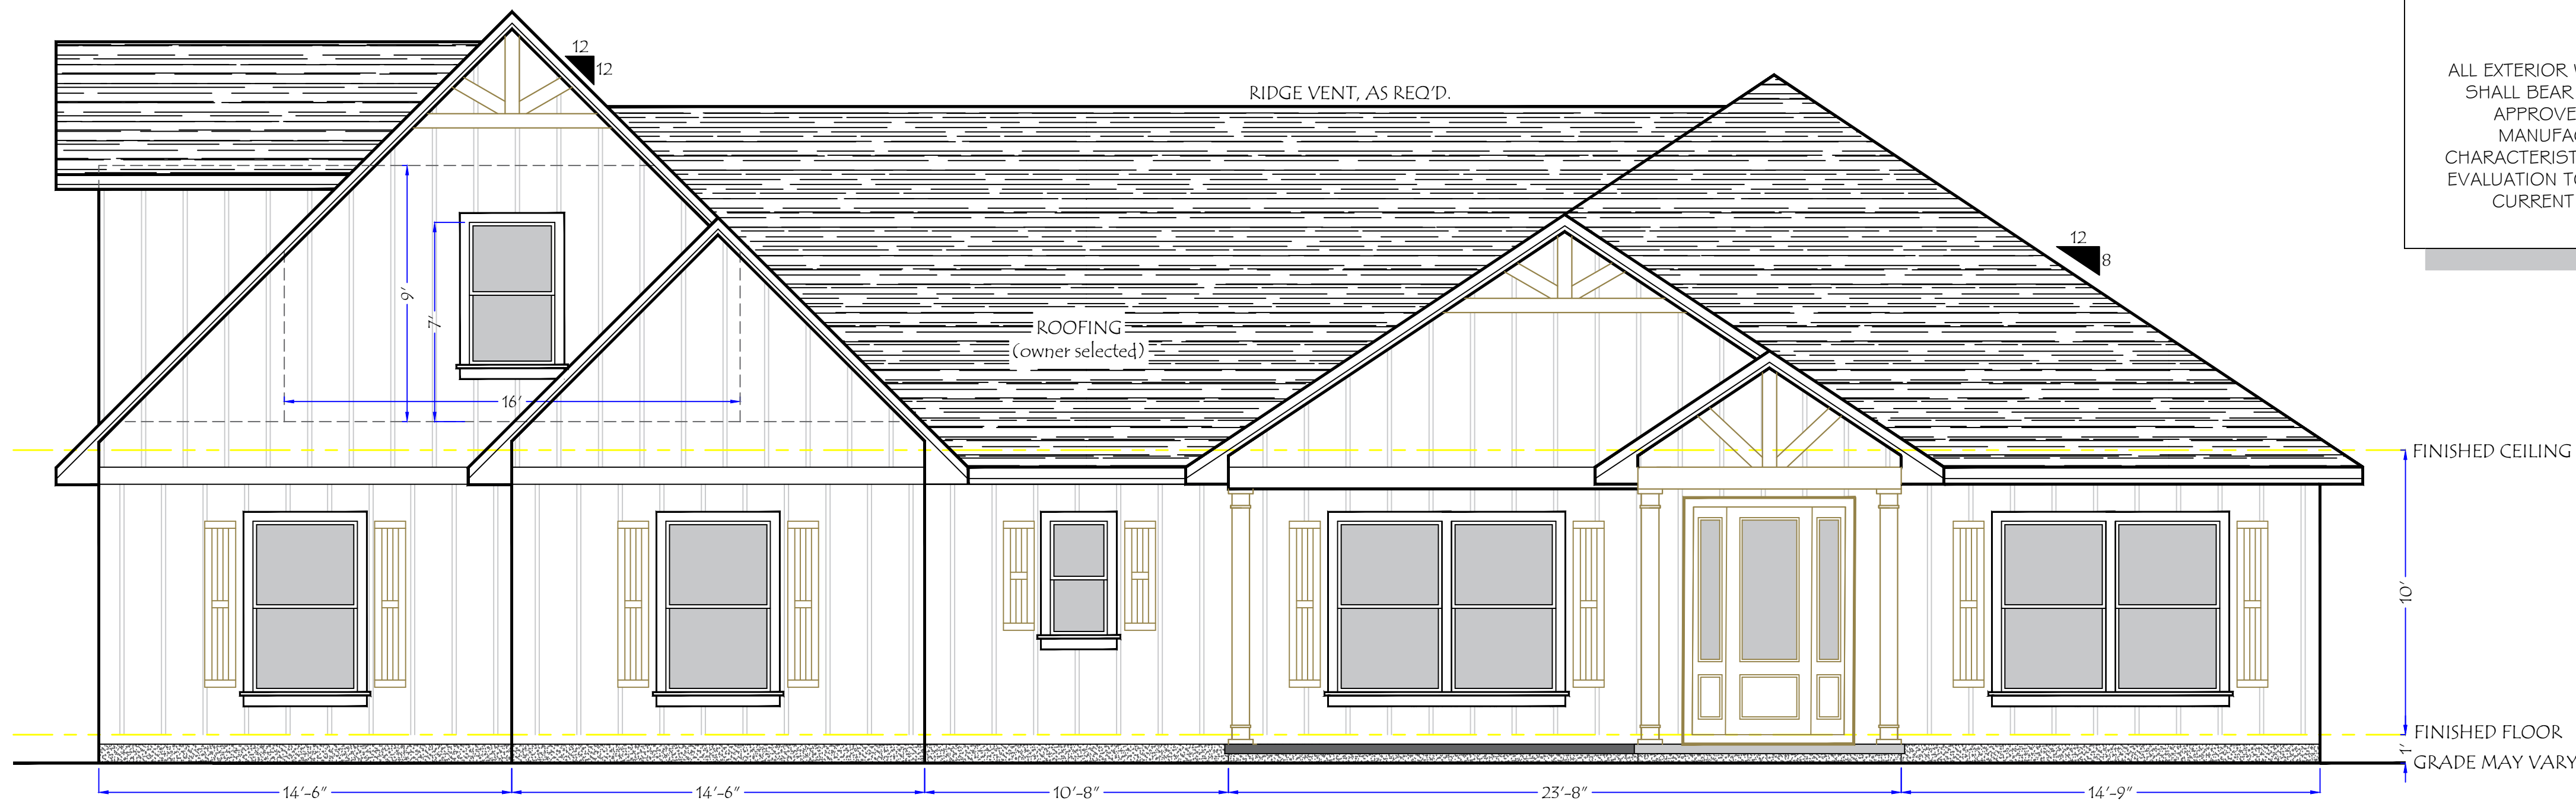 12
12
RIDGE VENT, AS REQ'D.
ALL EXTERIOR
SHALL BEAR
APPROVE
MANUFA
CHARACTERIST
EVALUATION TO
CURRENT
12
8
9'
7'
16'
ROOFING
(owner selected)
FINISHED CEILING
10'
FINISHED FLOOR
1'
GRADE MAY VARY
14'-6"
14'-6"
10'-8"
23'-8"
14'-9"